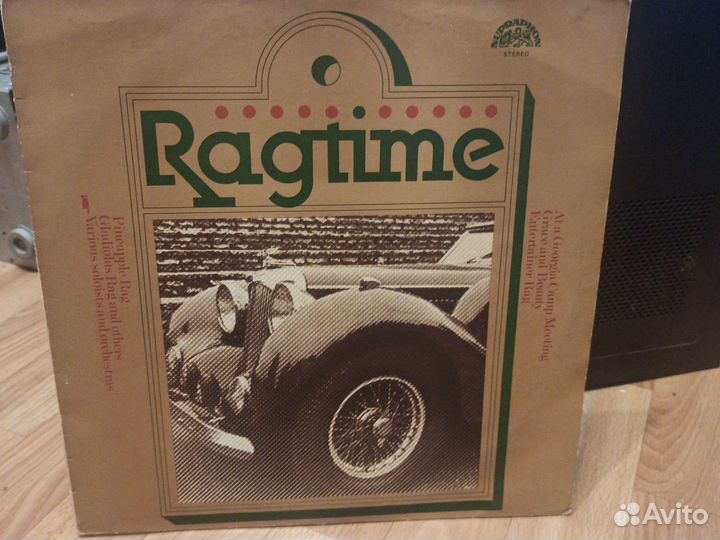 SUPRAPHON
STEREO
Ragtime
At a Georgia Camp Meeting
Grace and Beauty
Entertainer Rag
Pineapple Rag
Gladiolus Rag and others
Various soloists and orchestras
Avito